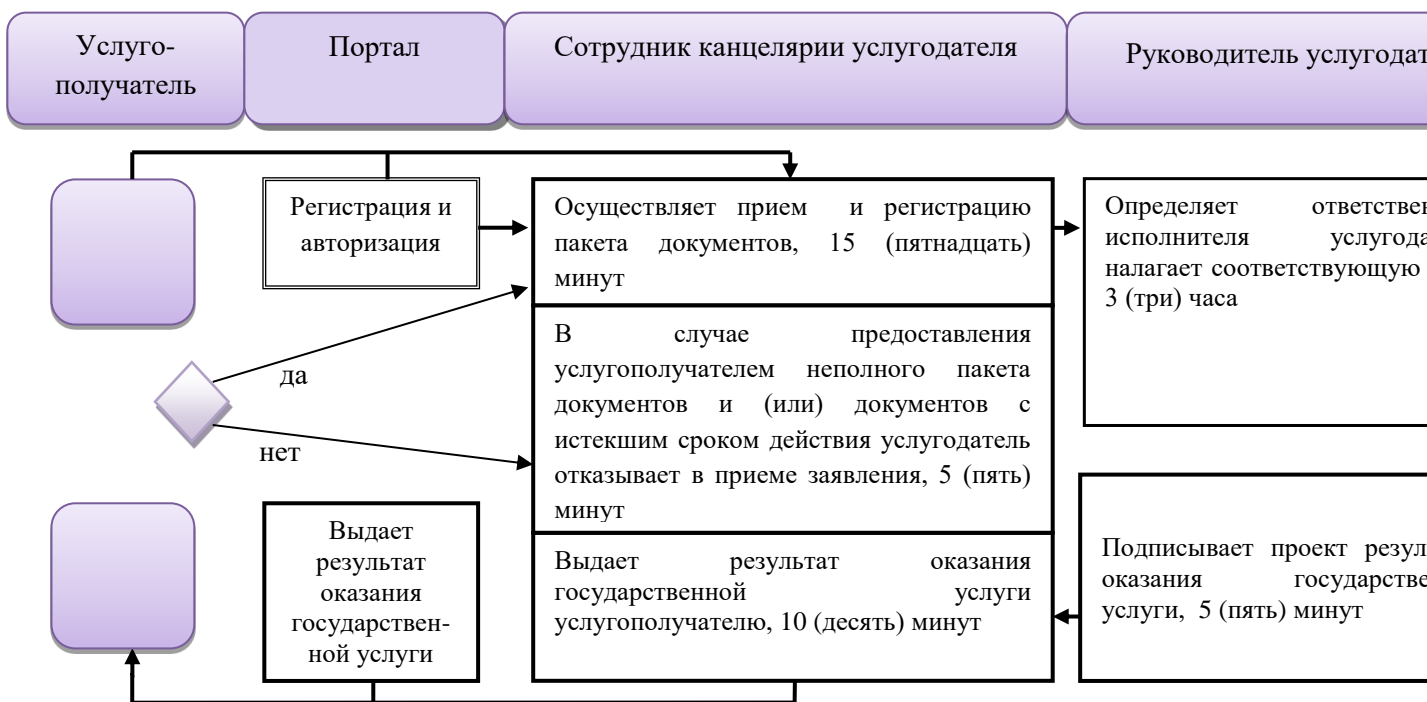 Услуго-
получатель
Портал
Сотрудник канцелярии услугодателя
Руководитель
Регистрация и
авторизация
Осуществляет прием и регистрацию
пакета документов, 15 (пятнадцать)
минут
Определяет
исполнителя
налагает соответствующую
3 (три) часа
да
нет
В случае предоставления
услугополучателем неполного пакета
документов и (или) документов с
истекшим сроком действия услугодатель
отказывает в приеме заявления, 5 (пять)
минут
Выдает
результат
оказания
государствен-
ной услуги
Выдает результат оказания
государственной услуги
услугополучателю, 10 (десять) минут
Подписывает проект
оказания
услуги, 5 (пять) минут